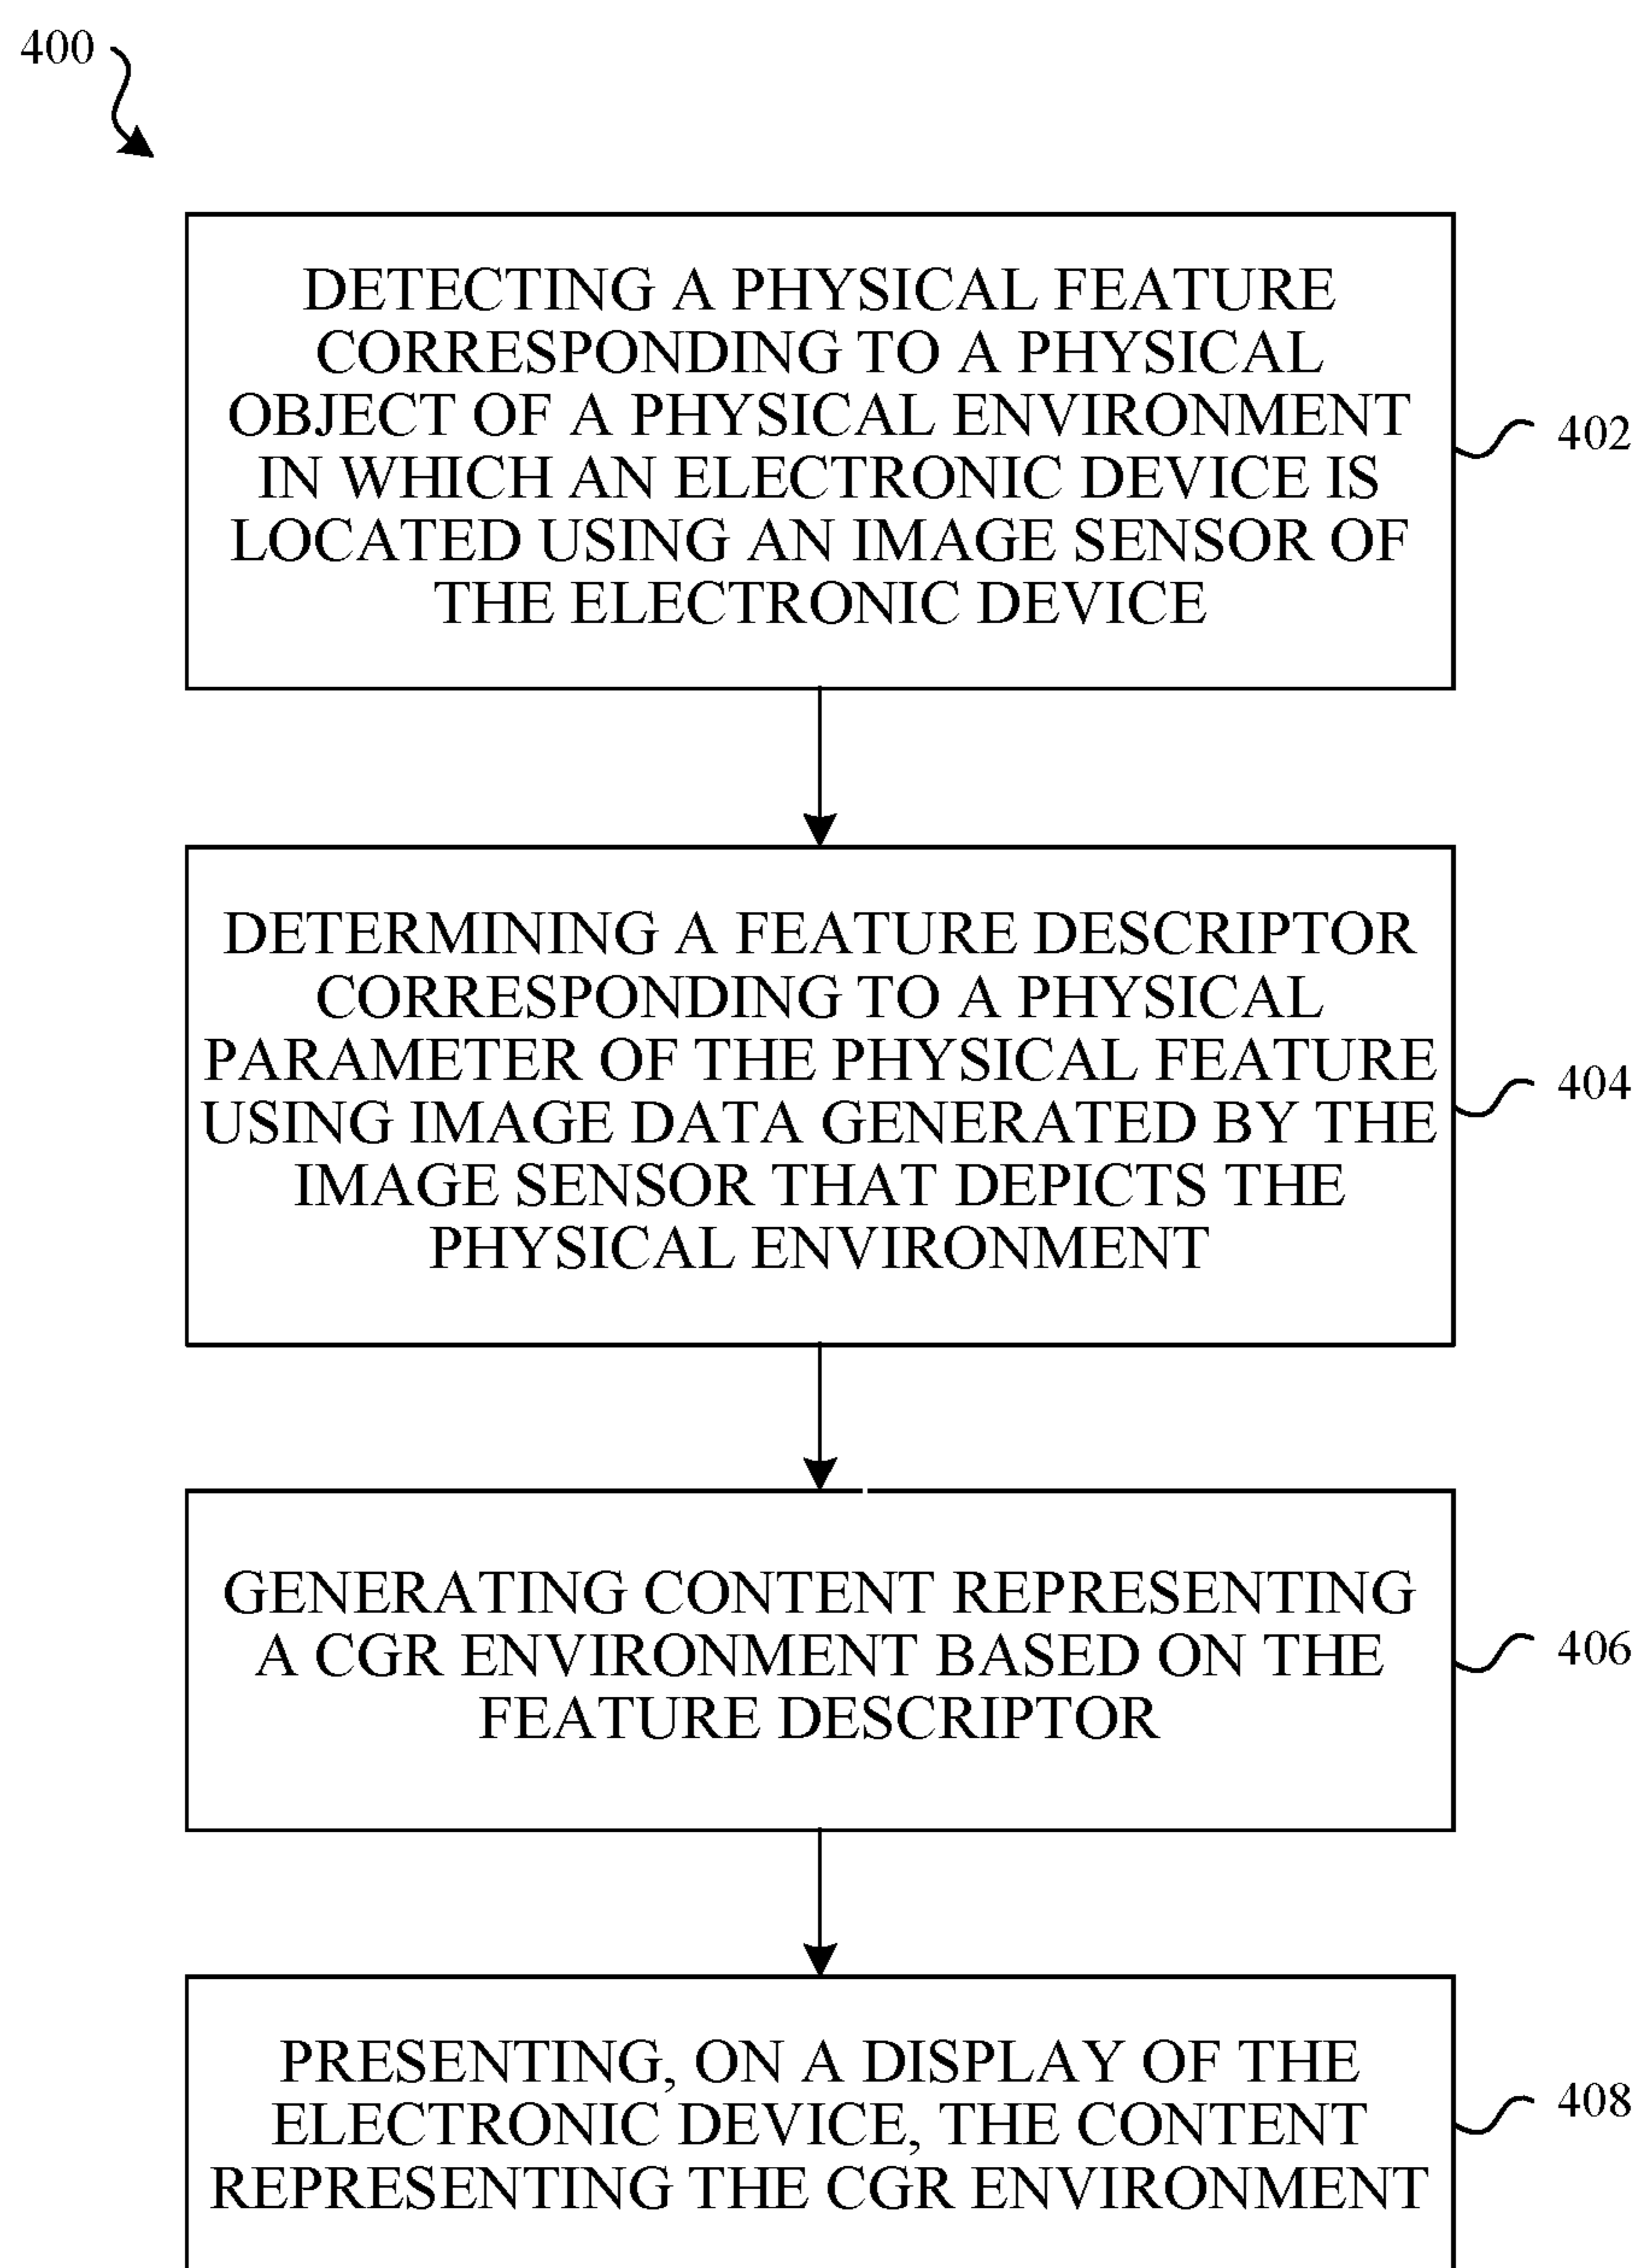 400
DETECTING A PHYSICAL FEATURE
CORRESPONDING TO A PHYSICAL
OBJECT OF A PHYSICAL ENVIRONMENT
IN WHICH AN ELECTRONIC DEVICE IS
LOCATED USING AN IMAGE SENSOR OF
THE ELECTRONIC DEVICE
402
DETERMINING A FEATURE DESCRIPTOR
CORRESPONDING TO A PHYSICAL
PARAMETER OF THE PHYSICAL FEATURE
USING IMAGE DATA GENERATED BY THE
IMAGE SENSOR THAT DEPICTS THE
PHYSICAL ENVIRONMENT
404
GENERATING CONTENT REPRESENTING
A CGR ENVIRONMENT BASED ON THE
FEATURE DESCRIPTOR
406
PRESENTING, ON A DISPLAY OF THE
ELECTRONIC DEVICE, THE CONTENT
REPRESENTING THE CGR ENVIRONMENT
408